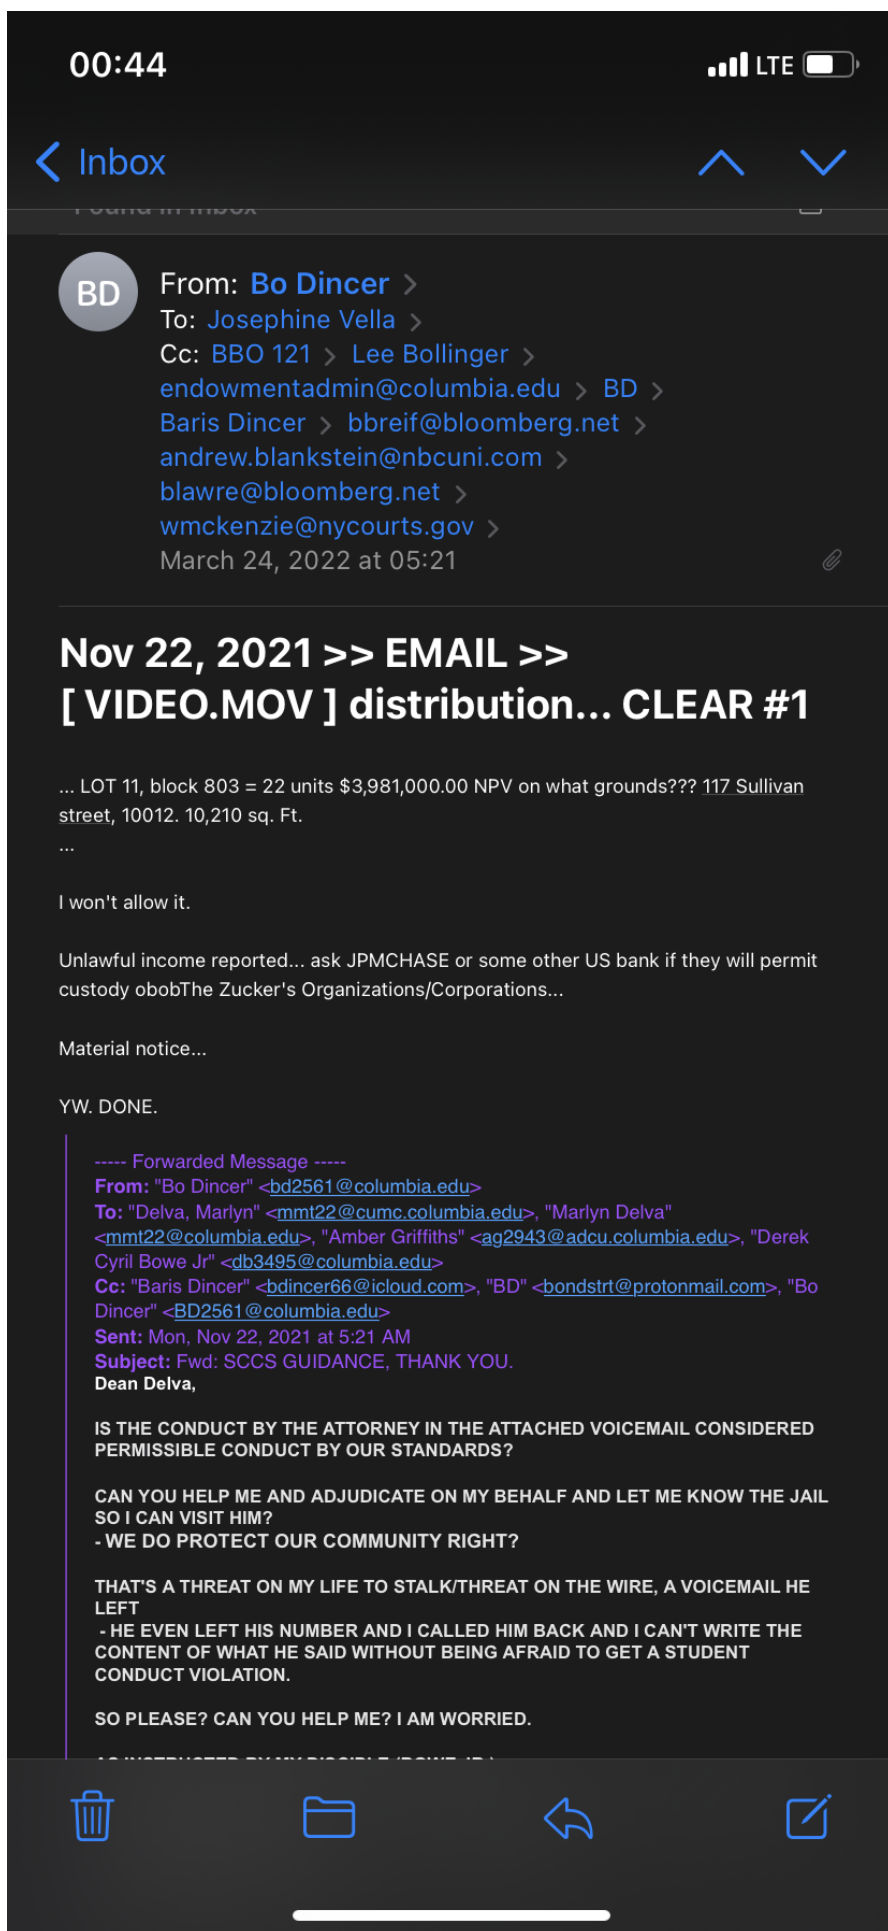 00:44
LTE
Inbox
Found in Inbox
BD
From: Bo Dincer
To: Josephine Vella
Cc: BBO 121 Lee Bollinger
endowmentadmin@columbia.edu BD
Baris Dincer bbreif@bloomberg.net
andrew.blankstein@nbcuni.com
blawre@bloomberg.net
wmckenzie@nycourts.gov
March 24, 2022 at 05:21
Nov 22, 2021 >> EMAIL >>
[ VIDEO.MOV ] distribution... CLEAR #1
... LOT 11, block 803 = 22 units $3,981,000.00 NPV on what grounds??? 117 Sullivan
street, 10012. 10,210 sq. Ft.
...
I won't allow it.
Unlawful income reported... ask JPMCHASE or some other US bank if they will permit
custody obobThe Zucker's Organizations/Corporations...
Material notice...
YW. DONE.
----- Forwarded Message -----
From: "Bo Dincer" <bd2561@columbia.edu>
To: "Delva, Marlyn" <mmt22@cumc.columbia.edu>, "Marlyn Delva"
<mmt22@columbia.edu>, "Amber Griffiths" <ag2943@adcu.columbia.edu>, "Derek
Cyril Bowe Jr" <db3495@columbia.edu>
Cc: "Baris Dincer" <bdincer66@icloud.com>, "BD" <bondstrt@protonmail.com>, "Bo
Dincer" <BD2561@columbia.edu>
Sent: Mon, Nov 22, 2021 at 5:21 AM
Subject: Fwd: SCCS GUIDANCE, THANK YOU.
Dean Delva,
IS THE CONDUCT BY THE ATTORNEY IN THE ATTACHED VOICEMAIL CONSIDERED
PERMISSIBLE CONDUCT BY OUR STANDARDS?
CAN YOU HELP ME AND ADJUDICATE ON MY BEHALF AND LET ME KNOW THE JAIL
SO I CAN VISIT HIM?
- WE DO PROTECT OUR COMMUNITY RIGHT?
THAT'S A THREAT ON MY LIFE TO STALK/THREAT ON THE WIRE, A VOICEMAIL HE
LEFT
- HE EVEN LEFT HIS NUMBER AND I CALLED HIM BACK AND I CAN'T WRITE THE
CONTENT OF WHAT HE SAID WITHOUT BEING AFRAID TO GET A STUDENT
CONDUCT VIOLATION.
SO PLEASE? CAN YOU HELP ME? I AM WORRIED.